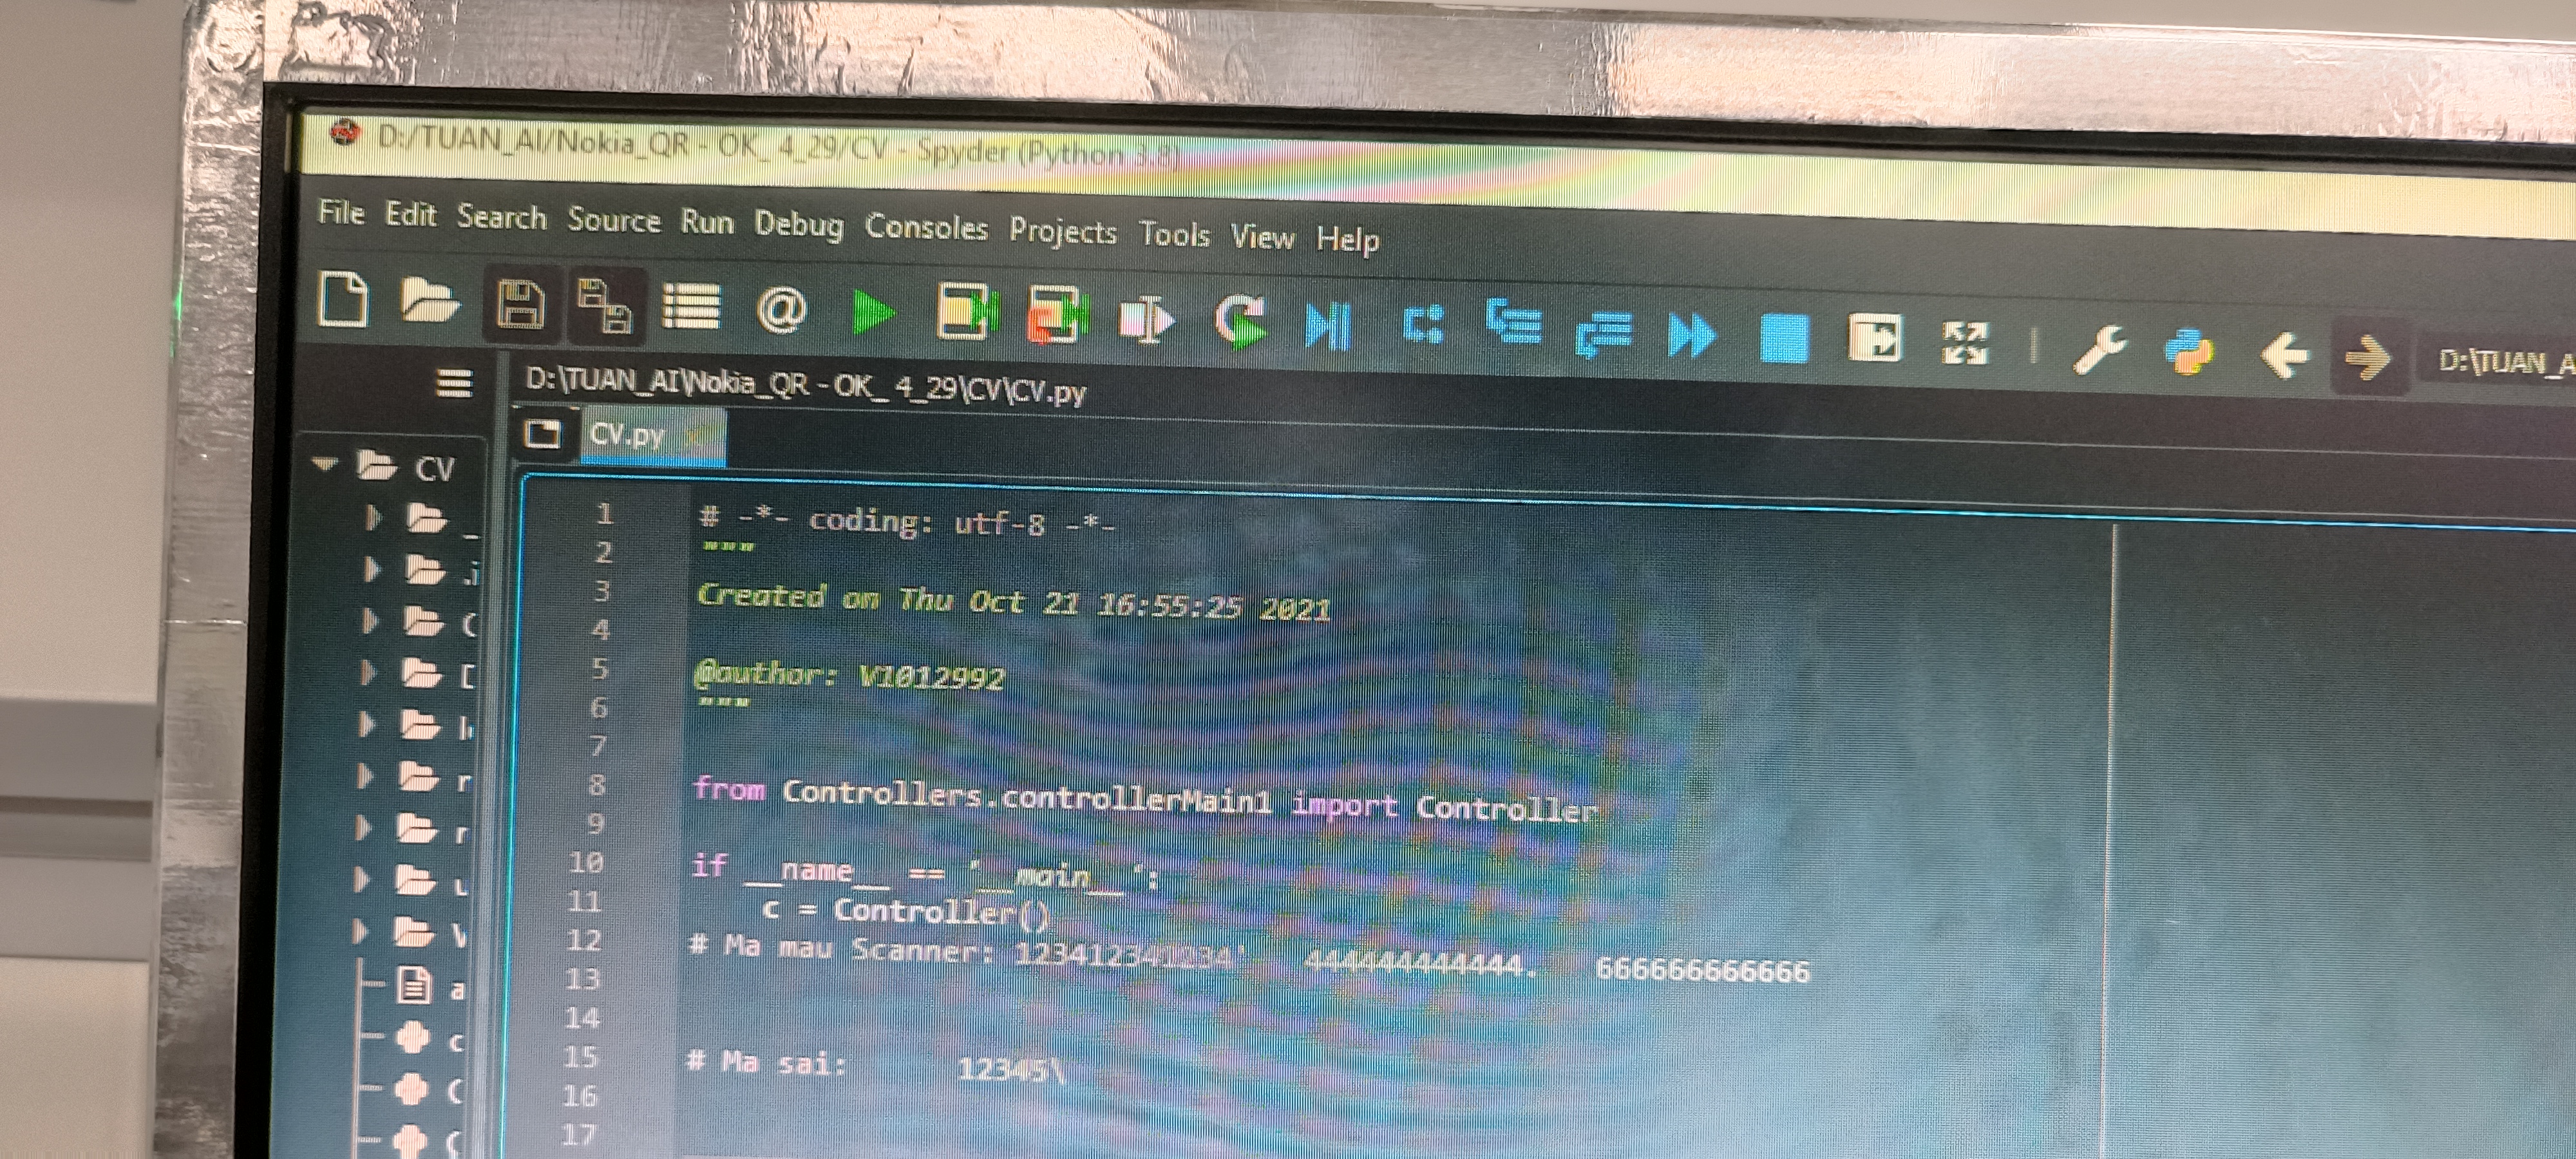 D:/TUAN_AI/Nokia_QR - OK_ 4_29/CV - Spyder (Python 3.8)
File Edit Search Source Run Debug Consoles Projects Tools View Help
D:\TUAN_A
D:\TUAN_AI\Nokia_QR - OK_ 4_29\CV\CV.py
CV.py
CV
1 # -*- coding: utf-8 -*-
2 """
3 Created on Thu Oct 21 16:55:25 2021
4
5 @author: V1012992
6 """
7
8 from Controllers.controllerMain1 import Controller
9
10 if __name__ == '__main__':
11 c = Controller()
12 # Ma mau Scanner: 123412341234' 444444444444. 666666666666
13
14
15 # Ma sai: 12345\
16
17